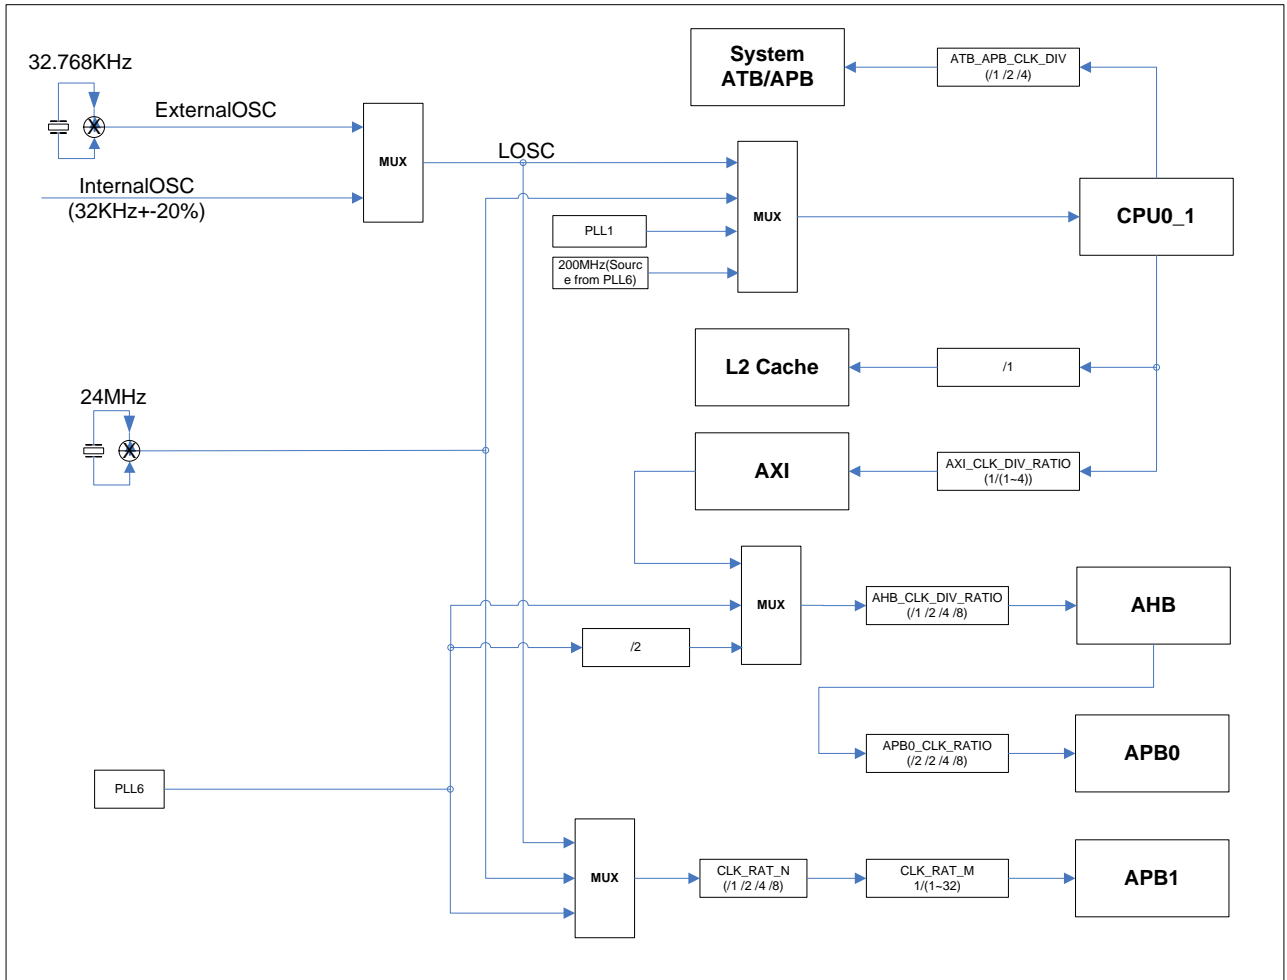 32.768KHz
ExternalOSC
InternalOSC
(32KHz+-20%)
MUX
LOSC
System
ATB/APB
ATB_APB_CLK_DIV
(/1 /2 /4)
MUX
PLL1
200MHz(Sourc
e from PLL6)
CPU0_1
L2 Cache
/1
24MHz
AXI
AXI_CLK_DIV_RATIO
(1/(1~4))
MUX
AHB_CLK_DIV_RATIO
(/1 /2 /4 /8)
AHB
/2
APB0_CLK_RATIO
(/2 /2 /4 /8)
APB0
PLL6
MUX
CLK_RAT_N
(/1 /2 /4 /8)
CLK_RAT_M
1/(1~32)
APB1